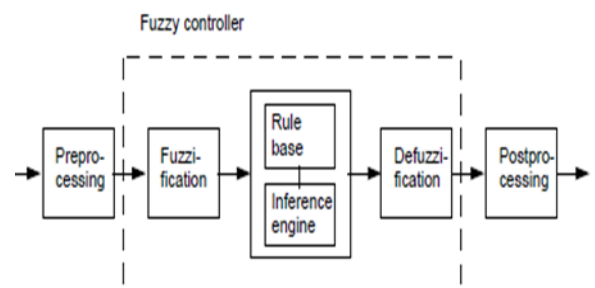 Fuzzy controller
Prepro-
cessing
Fuzzi-
fication
Rule
base
Inference
engine
Defuzzi-
fication
Postpro-
cessing